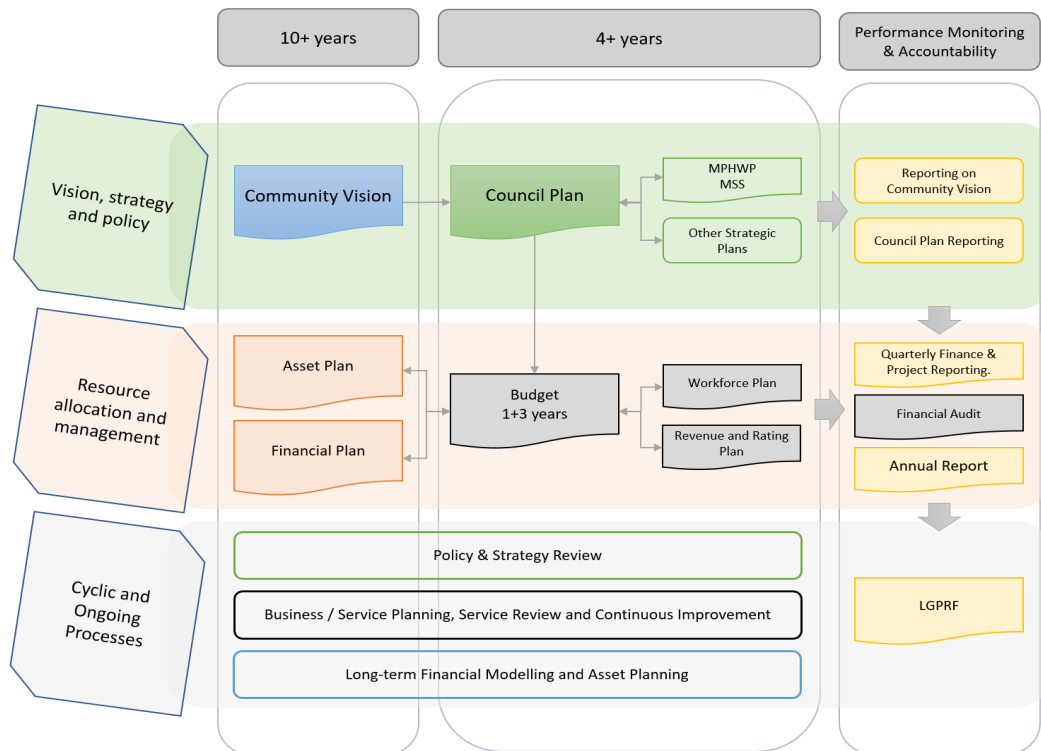 10+ years
4+ years
Performance Monitoring
& Accountability
Vision, strategy
and policy
Community Vision
Council Plan
MPHWP
MSS
Other Strategic
Plans
Reporting on
Community Vision
Council Plan Reporting
Resource
allocation and
management
Asset Plan
Financial Plan
Budget
1+3 years
Workforce Plan
Revenue and Rating
Plan
Quarterly Finance &
Project Reporting.
Financial Audit
Annual Report
Cyclic and
Ongoing
Processes
Policy & Strategy Review
Business / Service Planning, Service Review and Continuous Improvement
Long-term Financial Modelling and Asset Planning
LGPRF